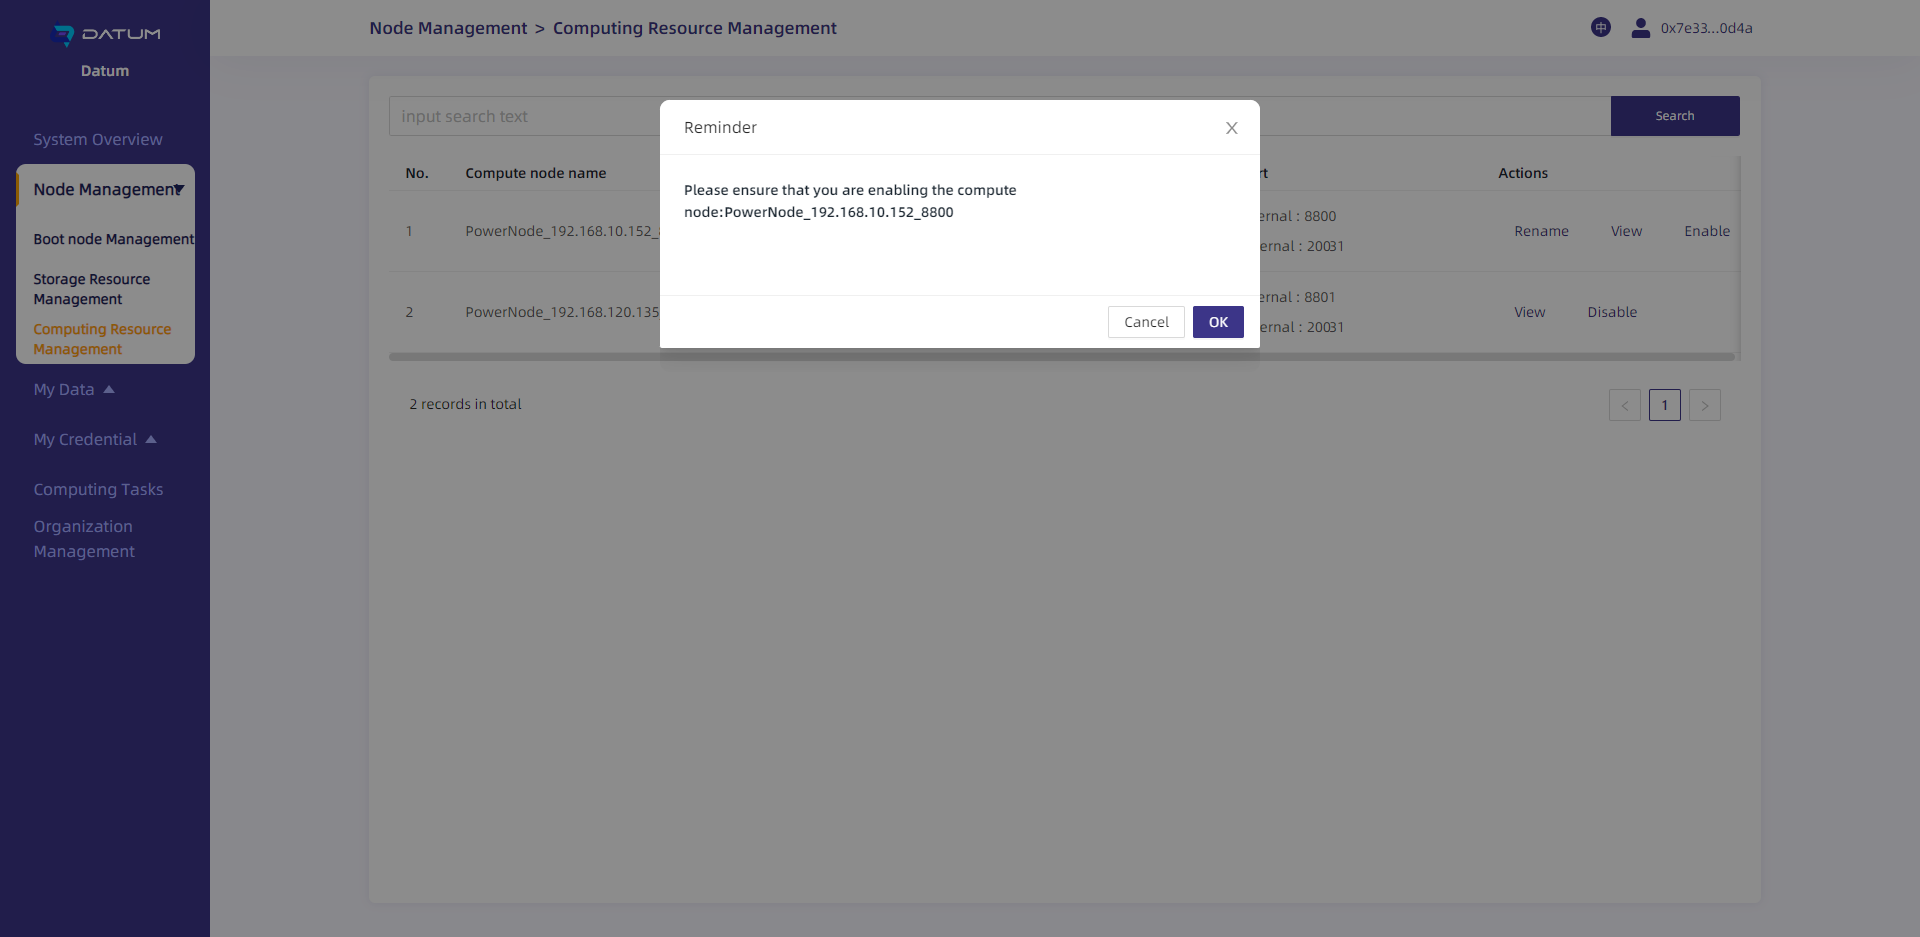 DATUM
Datum
System Overview
Node Management
Boot node Management
Storage Resource
Management
Computing Resource
Management
My Data
My Credential
Computing Tasks
Organization
Management
Node Management > Computing Resource Management
中
0x7e33...0d4a
input search text
Search
No. Compute node name Actions
1 PowerNode_192.168.10.152_ ernal : 8800
ernal : 20031
Rename View Enable
2 PowerNode_192.168.120.135 ernal : 8801
ernal : 20031
View Disable
2 records in total
< 1 >
Reminder
X
Please ensure that you are enabling the compute
node:PowerNode_192.168.10.152_8800
Cancel OK